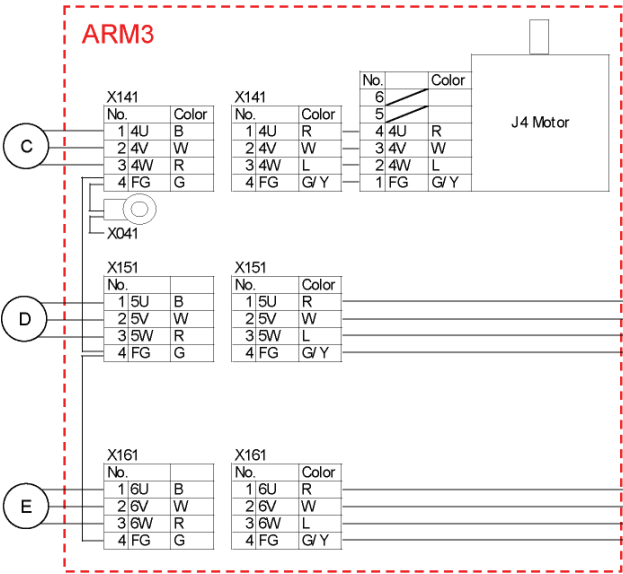 ARM3
No. Color
6
5
4 4U R
3 4V W
2 4W L
1 FG G/Y
J4 Motor
X141
No. Color
1 4U B
2 4V W
3 4W R
4 FG G
X141
No. Color
1 4U R
2 4V W
3 4W L
4 FG G/Y
C
X041
X151
No.
1 5U B
2 5V W
3 5W R
4 FG G
X151
No. Color
1 5U R
2 5V W
3 5W L
4 FG G/Y
D
X161
No.
1 6U B
2 6V W
3 6W R
4 FG G
X161
No. Color
1 6U R
2 6V W
3 6W L
4 FG G/Y
E